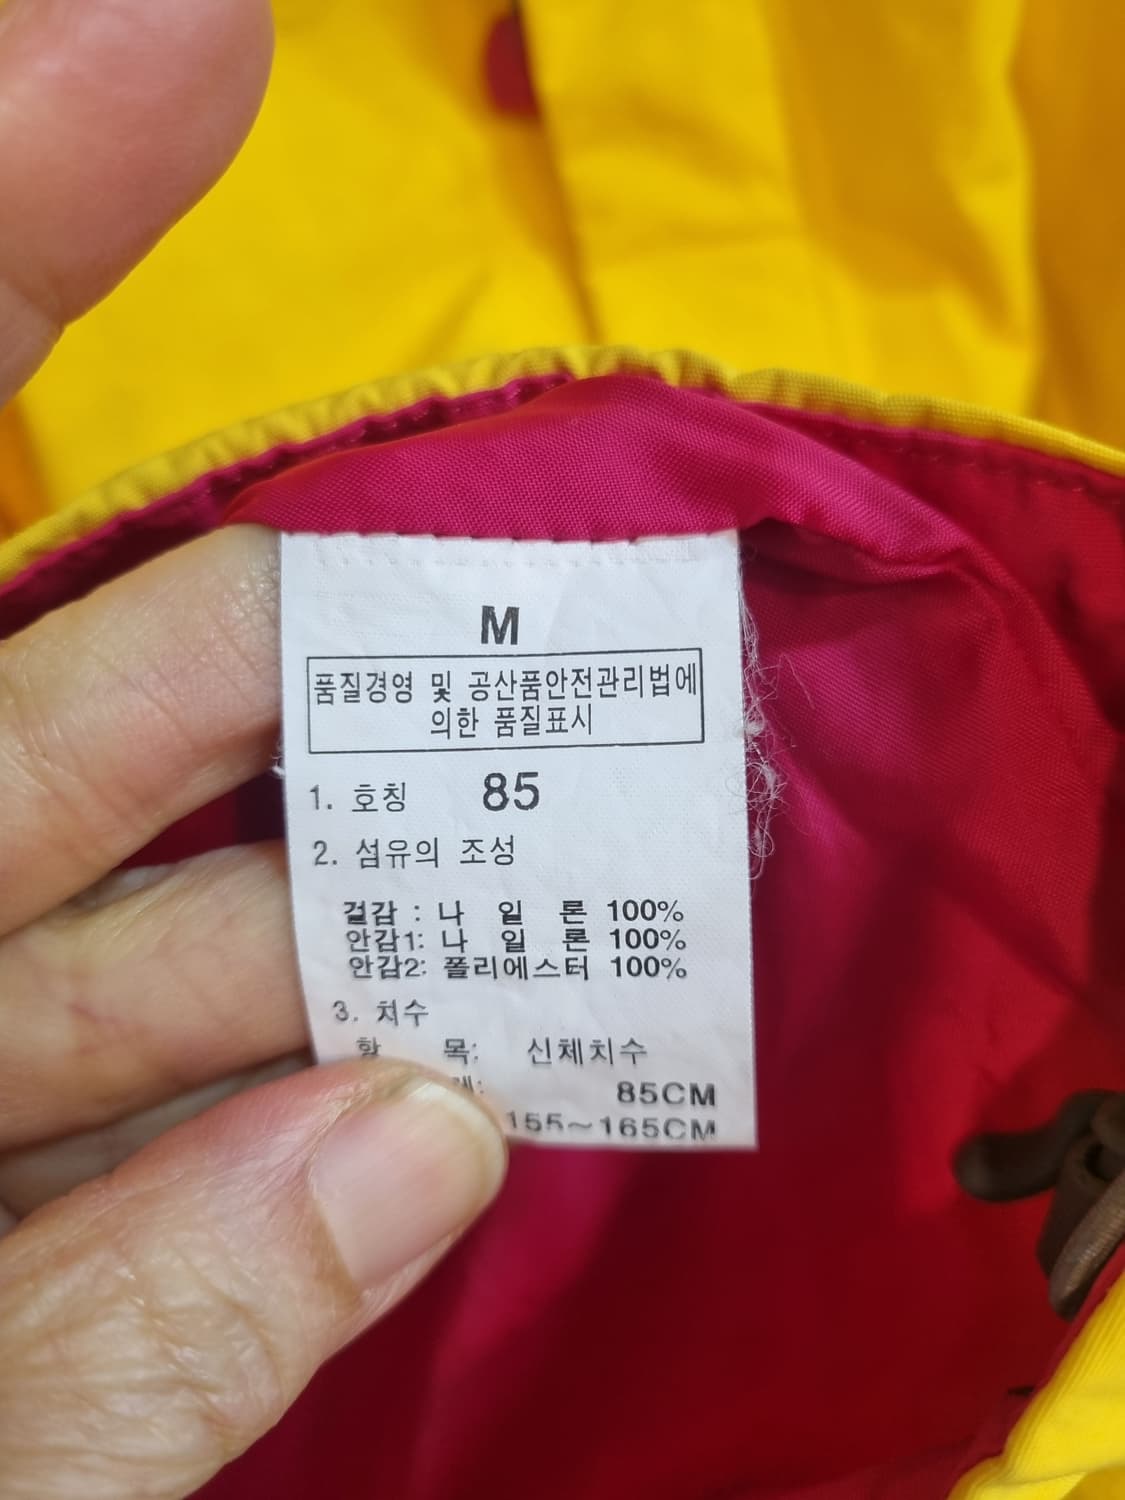 M
품질경영 및 공산품안전관리법에
의한 품질표시
1. 호칭 85
2. 섬유의 조성
겉감 : 나 일 론 100%
안감1: 나 일 론 100%
안감2: 폴리에스터 100%
3. 쳐수
항 목: 신체치수
85CM
155~165CM